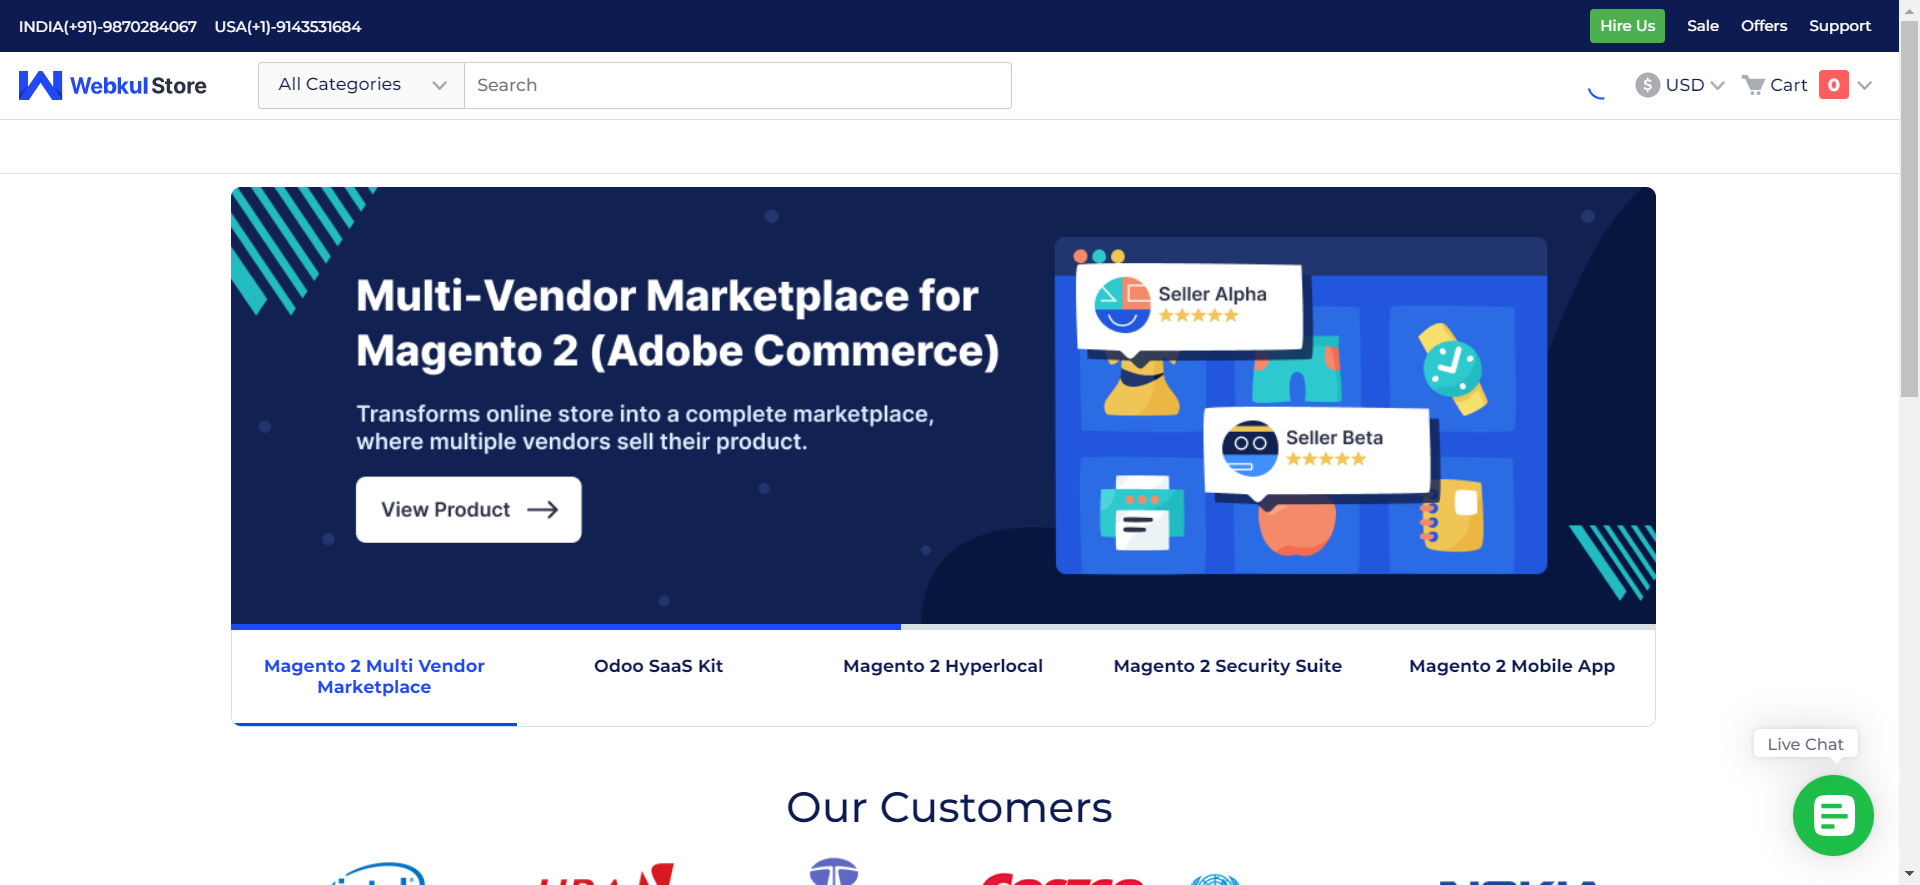 INDIA(+91)-9870284067 USA(+1)-9143531684
Hire Us Sale Offers Support
Webkul Store
All Categories
Search
$ USD
Cart 0
Multi-Vendor Marketplace for
Magento 2 (Adobe Commerce)
Transforms online store into a complete marketplace,
where multiple vendors sell their product.
View Product
Seller Alpha
Seller Beta
Magento 2 Multi Vendor
Marketplace
Odoo SaaS Kit
Magento 2 Hyperlocal
Magento 2 Security Suite
Magento 2 Mobile App
Live Chat
Our Customers